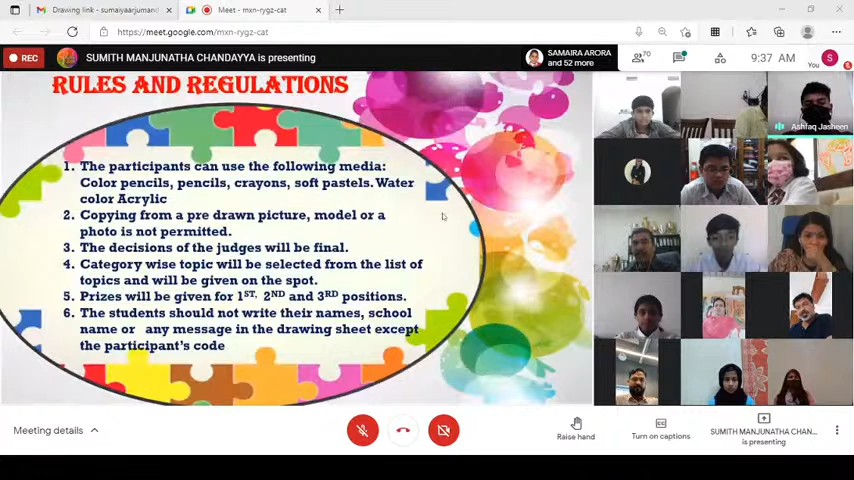 Drawing link - sumaiyaarjumand
Meet - mxn-rygz-cat
https://meet.google.com/mxn-rygz-cat
REC
SUMITH MANJUNATHA CHANDAYYA is presenting
SAMAIRA ARORA
and 52 more
70
9:37 AM
You
S
RULES AND REGULATIONS
1. The participants can use the following media:
Color pencils, pencils, crayons, soft pastels. Water
color Acrylic
2. Copying from a pre drawn picture, model or a
photo is not permitted.
3. The decisions of the judges will be final.
4. Category wise topic will be selected from the list of
topics and will be given on the spot.
5. Prizes will be given for 1ST, 2ND and 3RD positions.
6. The students should not write their names, school
name or any message in the drawing sheet except
the participant's code
Ashfaq Jasheen
Meeting details
Raise hand
Turn on captions
SUMITH MANJUNATHA CHAN...
is presenting